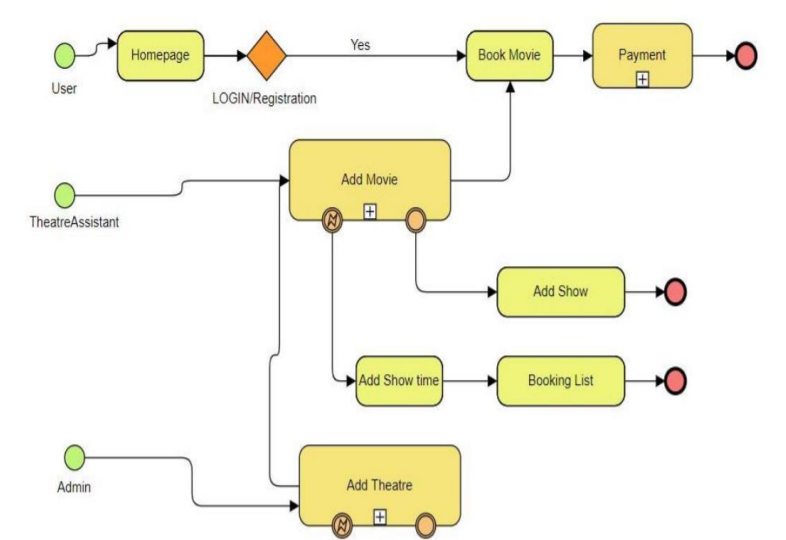 Yes
Homepage
Book Movie
Payment
User
LOGIN/Registration
Add Movie
TheatreAssistant
Add Show
Add Show time
Booking List
Admin
Add Theatre